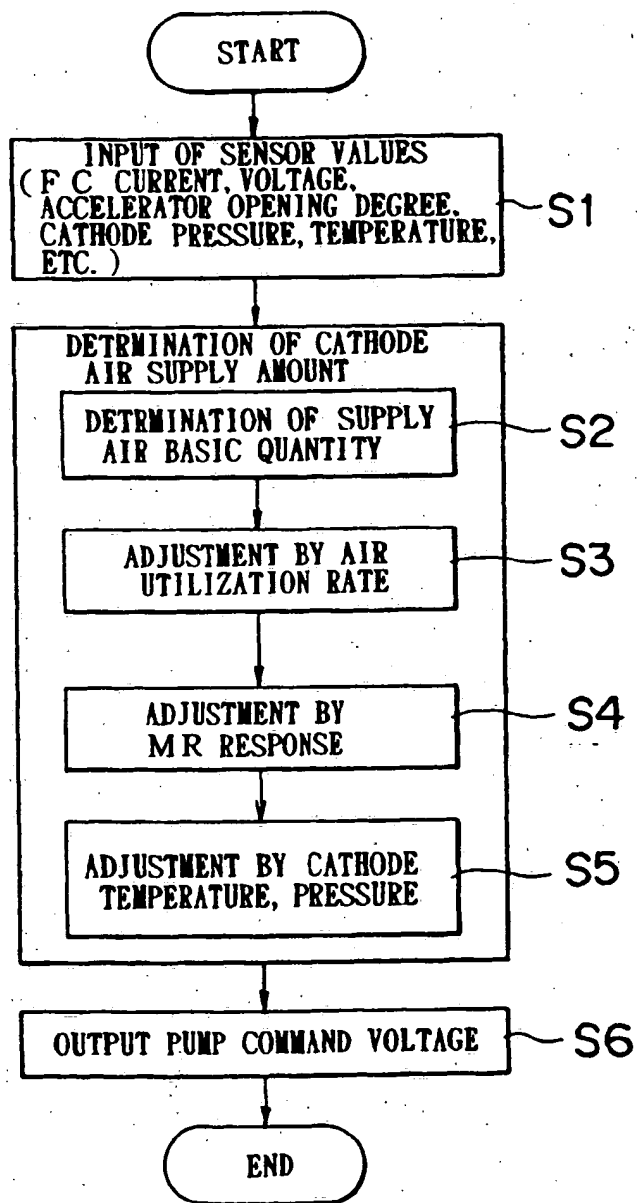 START
INPUT OF SENSOR VALUES
(F C CURRENT, VOLTAGE,
ACCELERATOR OPENING DEGREE,
CATHODE PRESSURE, TEMPERATURE,
ETC.)
S1
DETRMINATION OF CATHODE
AIR SUPPLY AMOUNT
DETRMINATION OF SUPPLY
AIR BASIC QUANTITY
S2
ADJUSTMENT BY AIR
UTILIZATION RATE
S3
ADJUSTMENT BY
MR RESPONSE
S4
ADJUSTMENT BY CATHODE
TEMPERATURE, PRESSURE
S5
OUTPUT PUMP COMMAND VOLTAGE
S6
END